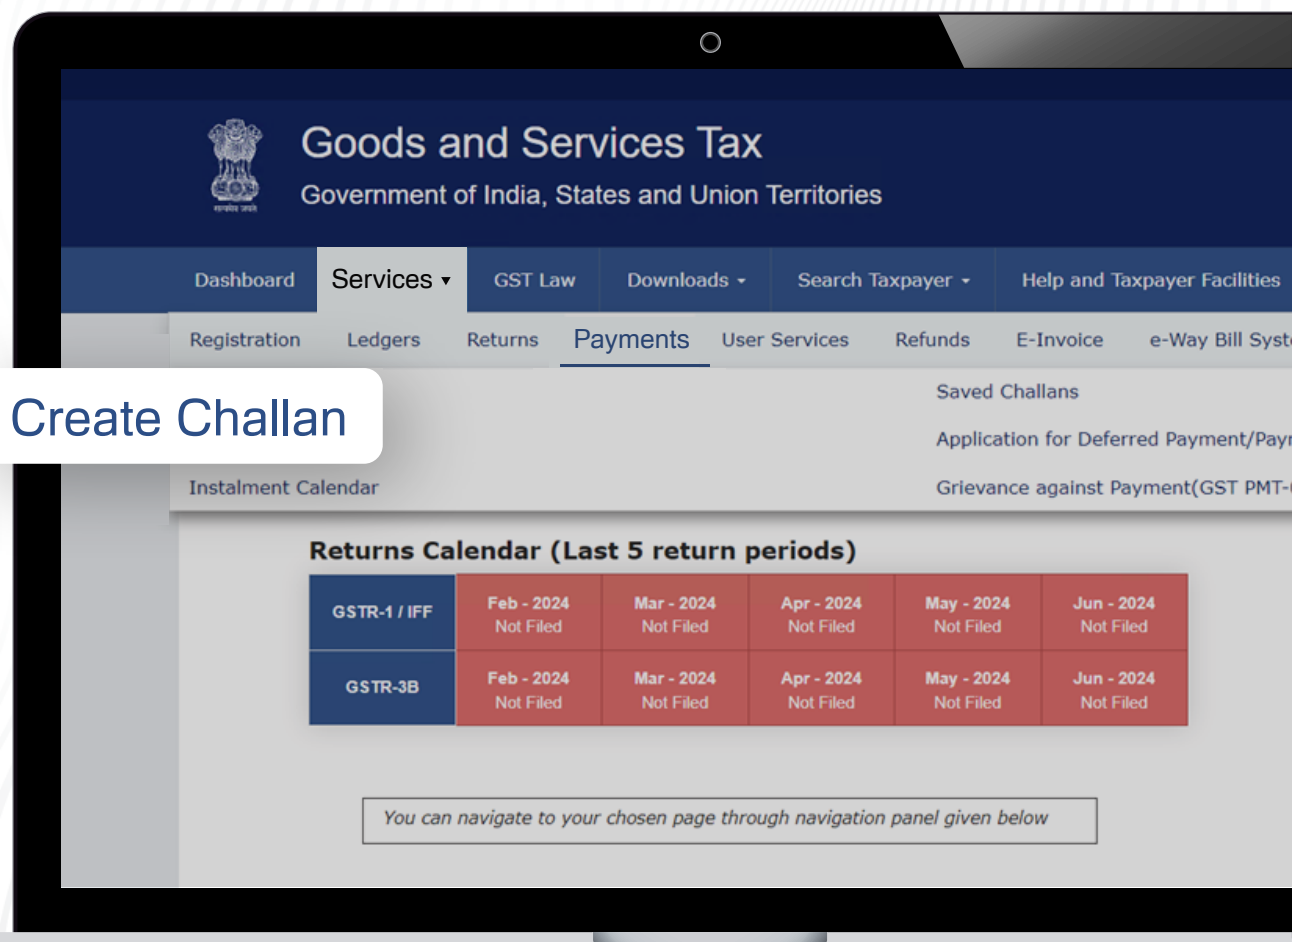 Goods and Services Tax
Government of India, States and Union Territories
सत्यमेव जयते
Dashboard Services GST Law Downloads Search Taxpayer Help and Taxpayer Facilities
Registration Ledgers Returns Payments User Services Refunds E-Invoice e-Way Bill
Create Challan
Saved Challans
Application for Deferred
Instalment Calendar
Grievance against Payment(GST
Returns Calendar (Last 5 return periods)
GSTR-1 / IFF
Feb - 2024 Mar - 2024 Apr - 2024 May - 2024 Jun - 2024
Not Filed Not Filed Not Filed Not Filed Not Filed
GSTR-3B
Feb - 2024 Mar - 2024 Apr - 2024 May - 2024 Jun - 2024
Not Filed Not Filed Not Filed Not Filed Not Filed
You can navigate to your chosen page through navigation panel given below